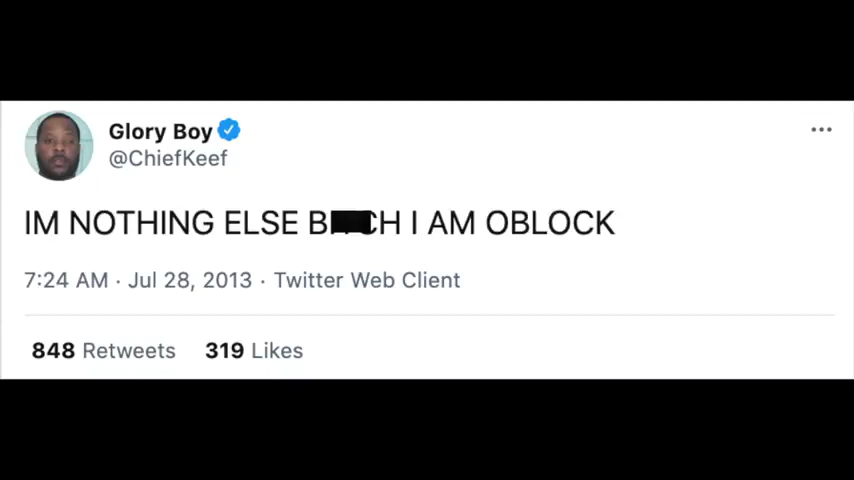 Glory Boy
@ChiefKeef
IM NOTHING ELSE B CH I AM OBLOCK
7:24 AM · Jul 28, 2013 · Twitter Web Client
848 Retweets 319 Likes